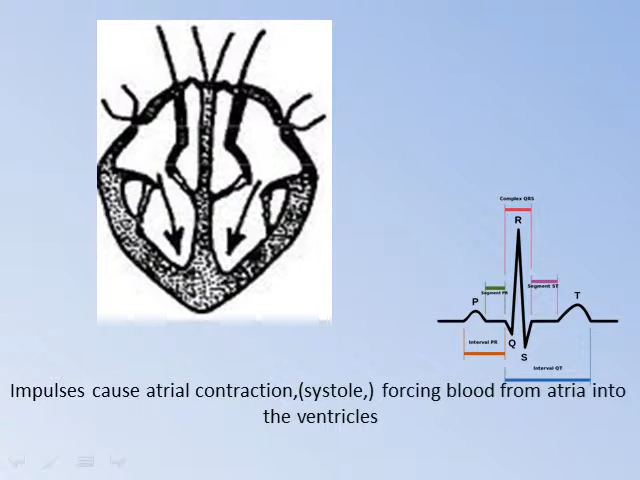 Complex QRS
R
Segment PR
Segment ST
P
T
Interval PR
Q
S
Interval QT
Impulses cause atrial contraction,(systole,) forcing blood from atria into
the ventricles